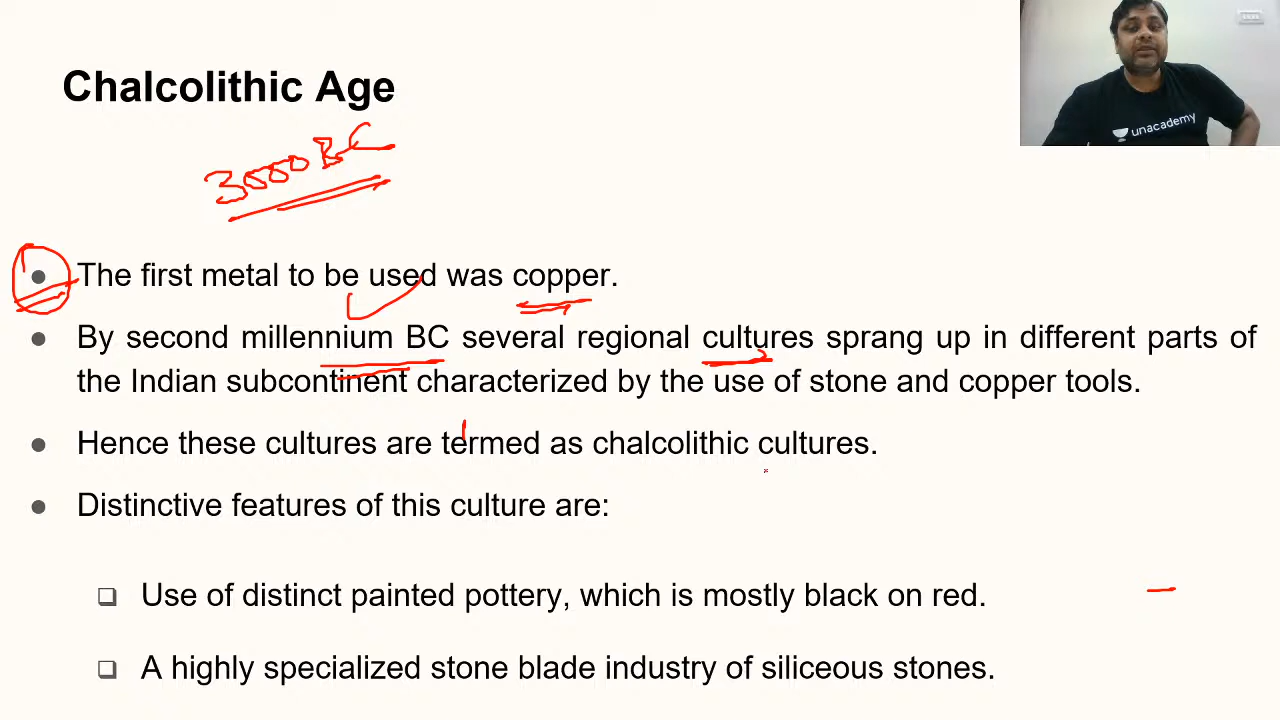 Chalcolithic Age
unacademy
3000 BC
The first metal to be used was copper.
By second millennium BC several regional cultures sprang up in different parts of
the Indian subcontinent characterized by the use of stone and copper tools.
Hence these cultures are termed as chalcolithic cultures.
Distinctive features of this culture are:
Use of distinct painted pottery, which is mostly black on red.
A highly specialized stone blade industry of siliceous stones.